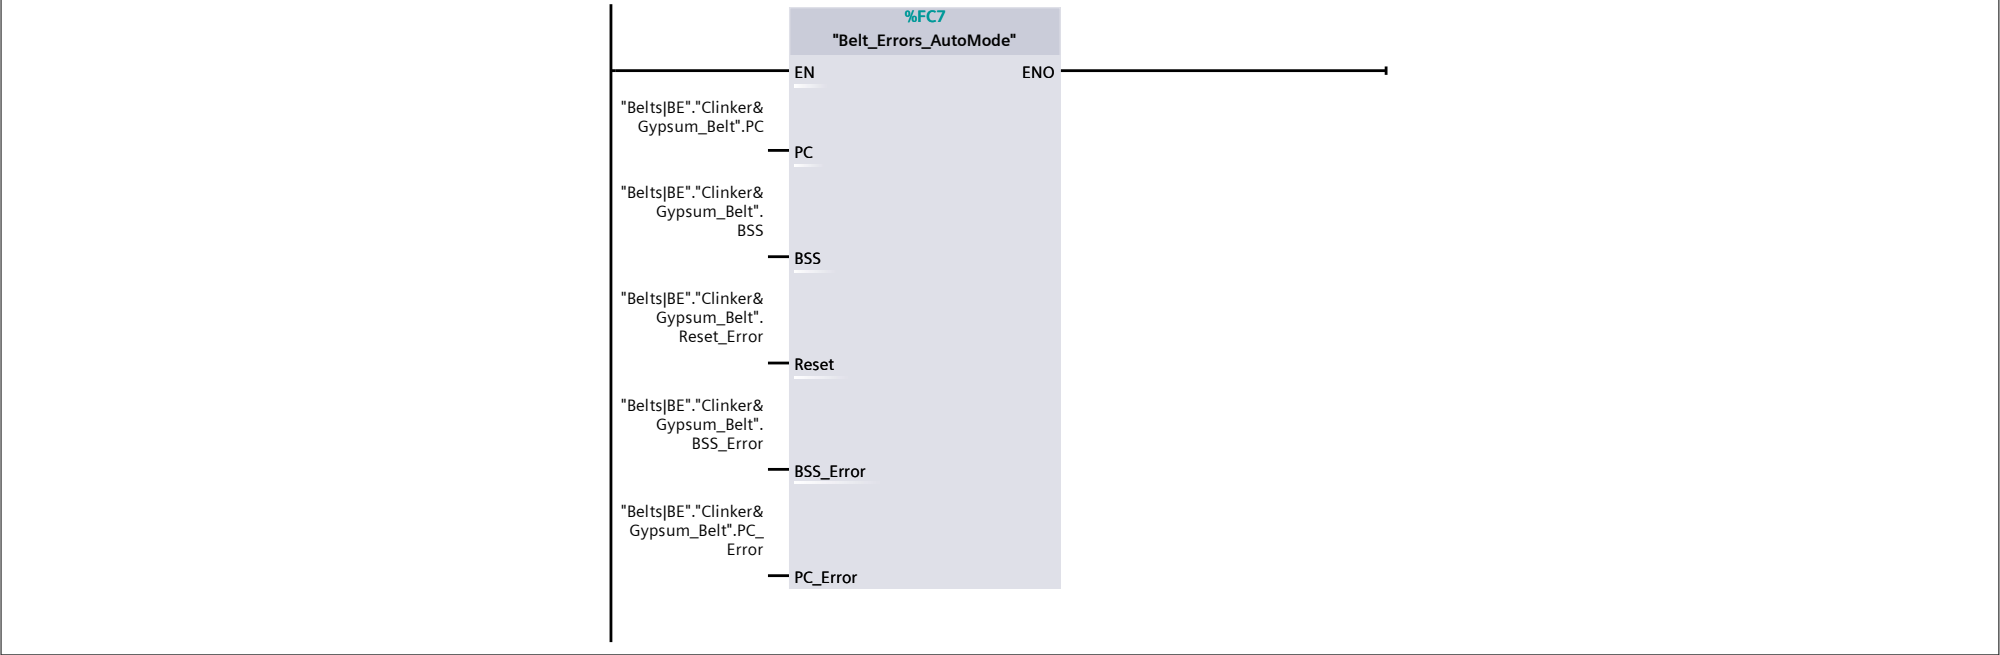 %FC7
"Belt_Errors_AutoMode"
EN
ENO
"Belts|BE"."Clinker&
Gypsum_Belt".PC
PC
"Belts|BE"."Clinker&
Gypsum_Belt".
BSS
BSS
"Belts|BE"."Clinker&
Gypsum_Belt".
Reset_Error
Reset
"Belts|BE"."Clinker&
Gypsum_Belt".
BSS_Error
BSS_Error
"Belts|BE"."Clinker&
Gypsum_Belt".PC_
Error
PC_Error